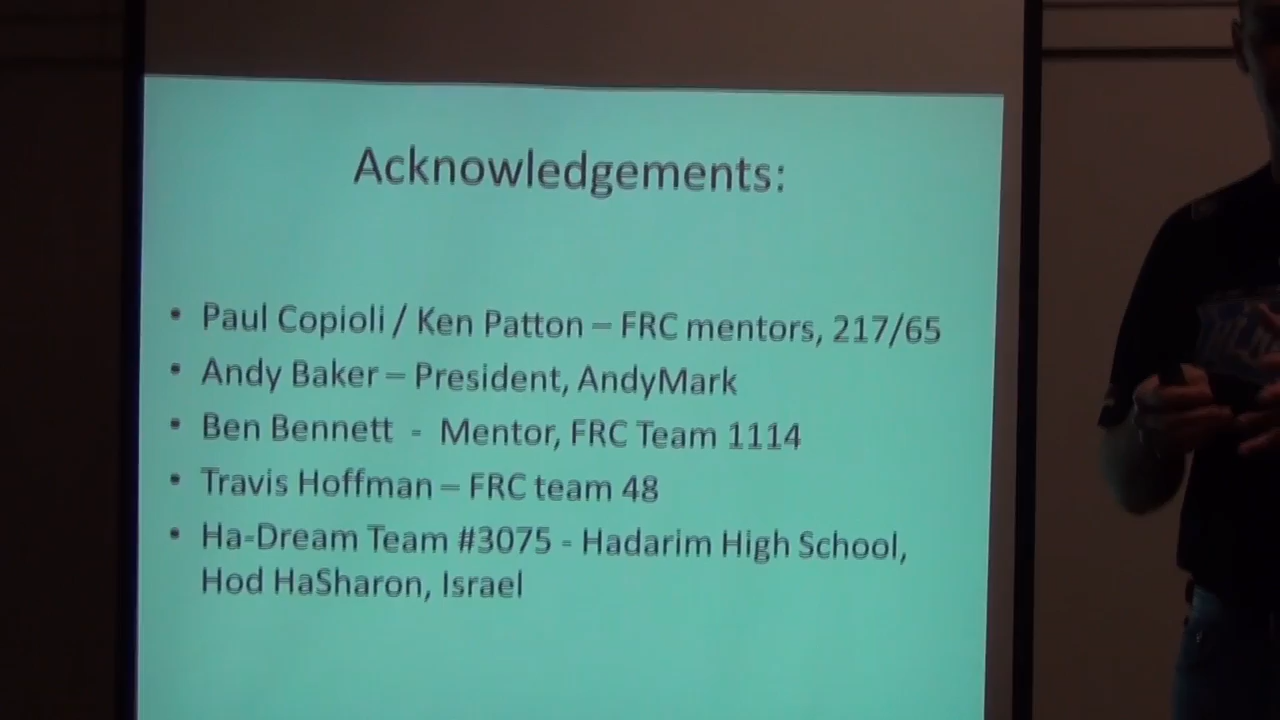 Acknowledgements:
• Paul Copioli / Ken Patton – FRC mentors, 217/65
• Andy Baker – President, AndyMark
• Ben Bennett - Mentor, FRC Team 1114
• Travis Hoffman – FRC team 48
• Ha-Dream Team #3075 - Hadarim High School,
Hod HaSharon, Israel